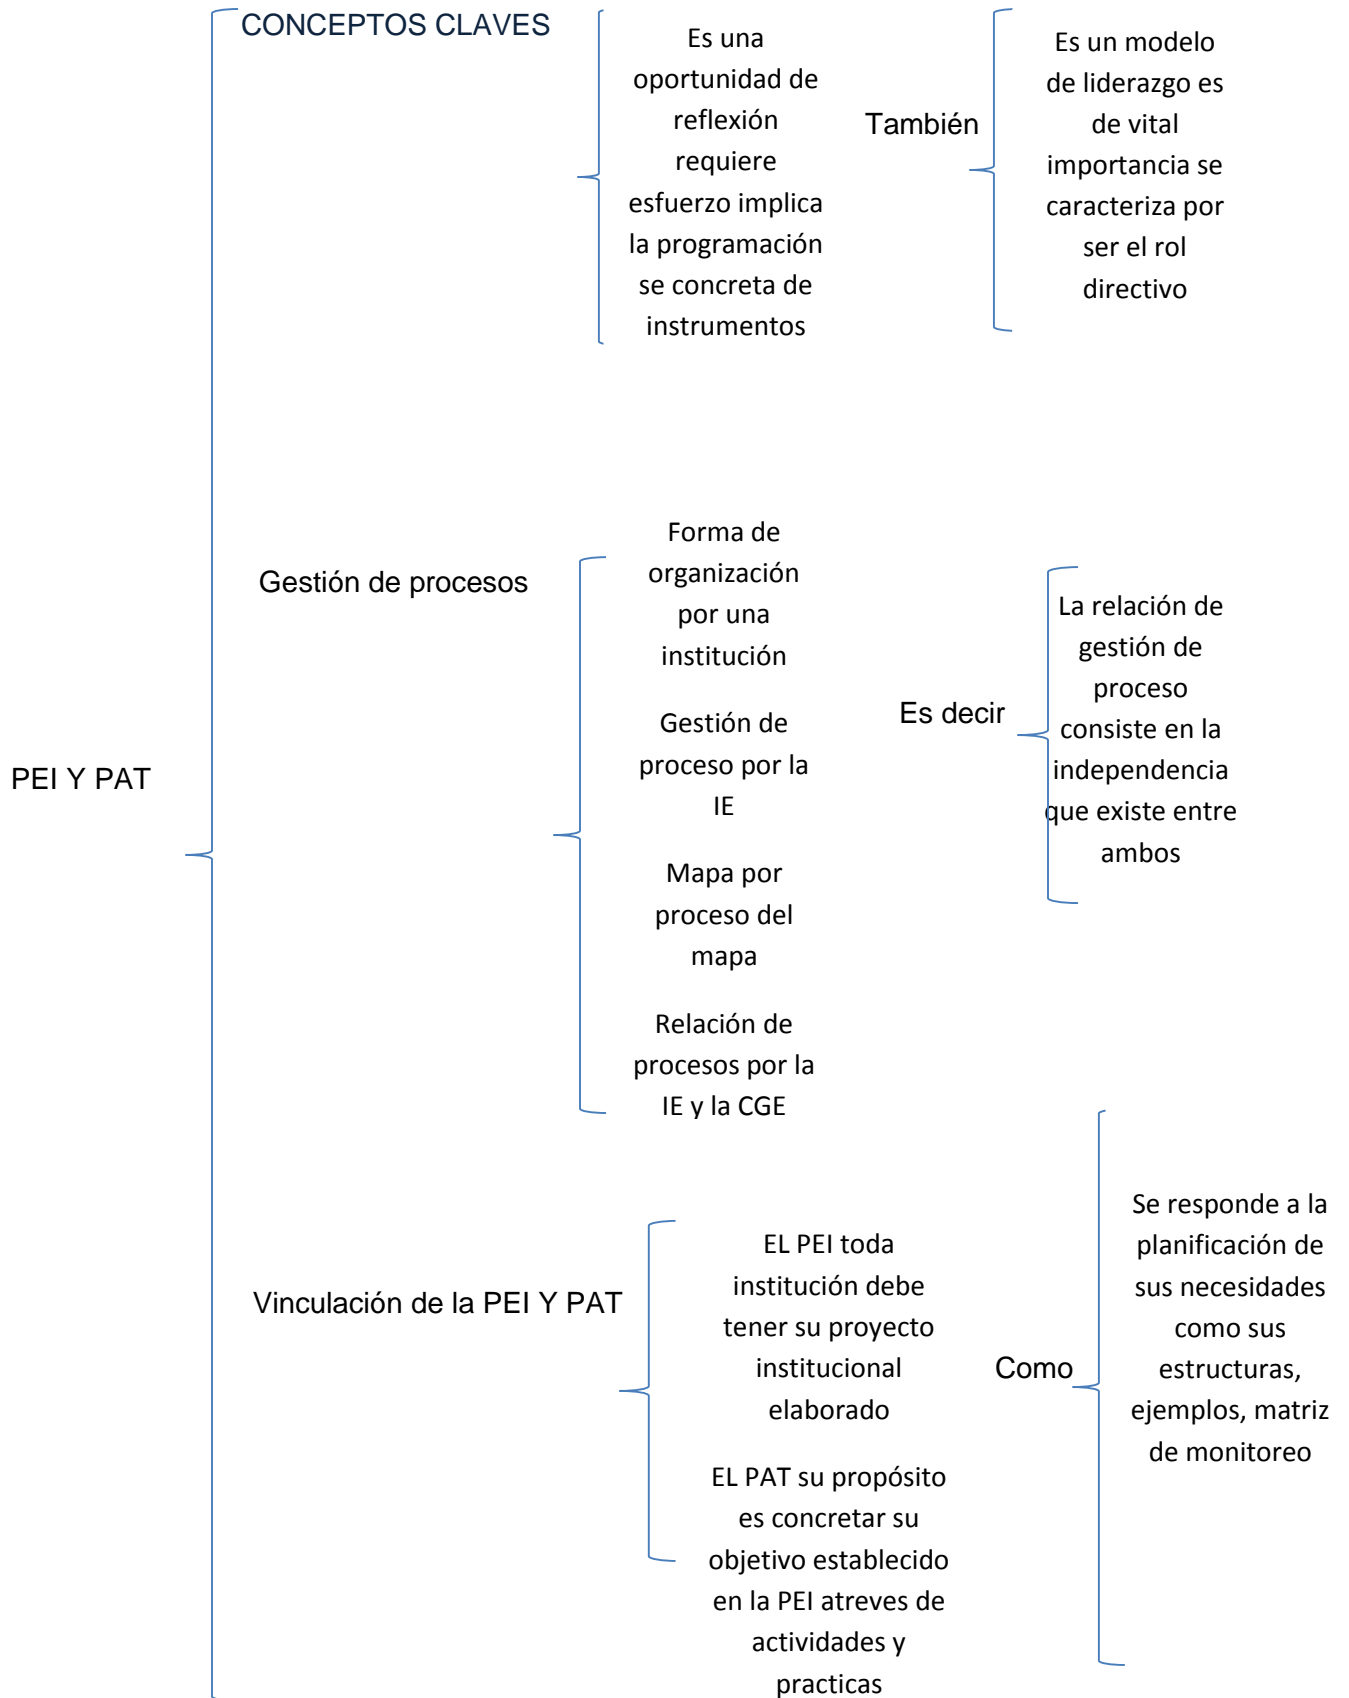 PEI Y PAT
CONCEPTOS CLAVES
Es una
oportunidad de
reflexión
requiere
esfuerzo implica
la programación
se concreta de
instrumentos
También
Es un modelo
de liderazgo es
de vital
importancia se
caracteriza por
ser el rol
directivo
Gestión de procesos
Forma de
organización
por una
institución
Gestión de
proceso por la
IE
Mapa por
proceso del
mapa
Relación de
procesos por la
IE y la CGE
Es decir
La relación de
gestión de
proceso
consiste en la
independencia
que existe entre
ambos
Vinculación de la PEI Y PAT
EL PEI toda
institución debe
tener su proyecto
institucional
elaborado
EL PAT su propósito
es concretar su
objetivo establecido
en la PEI atreves de
actividades y
practicas
Como
Se responde a la
planificación de
sus necesidades
como sus
estructuras,
ejemplos, matriz
de monitoreo